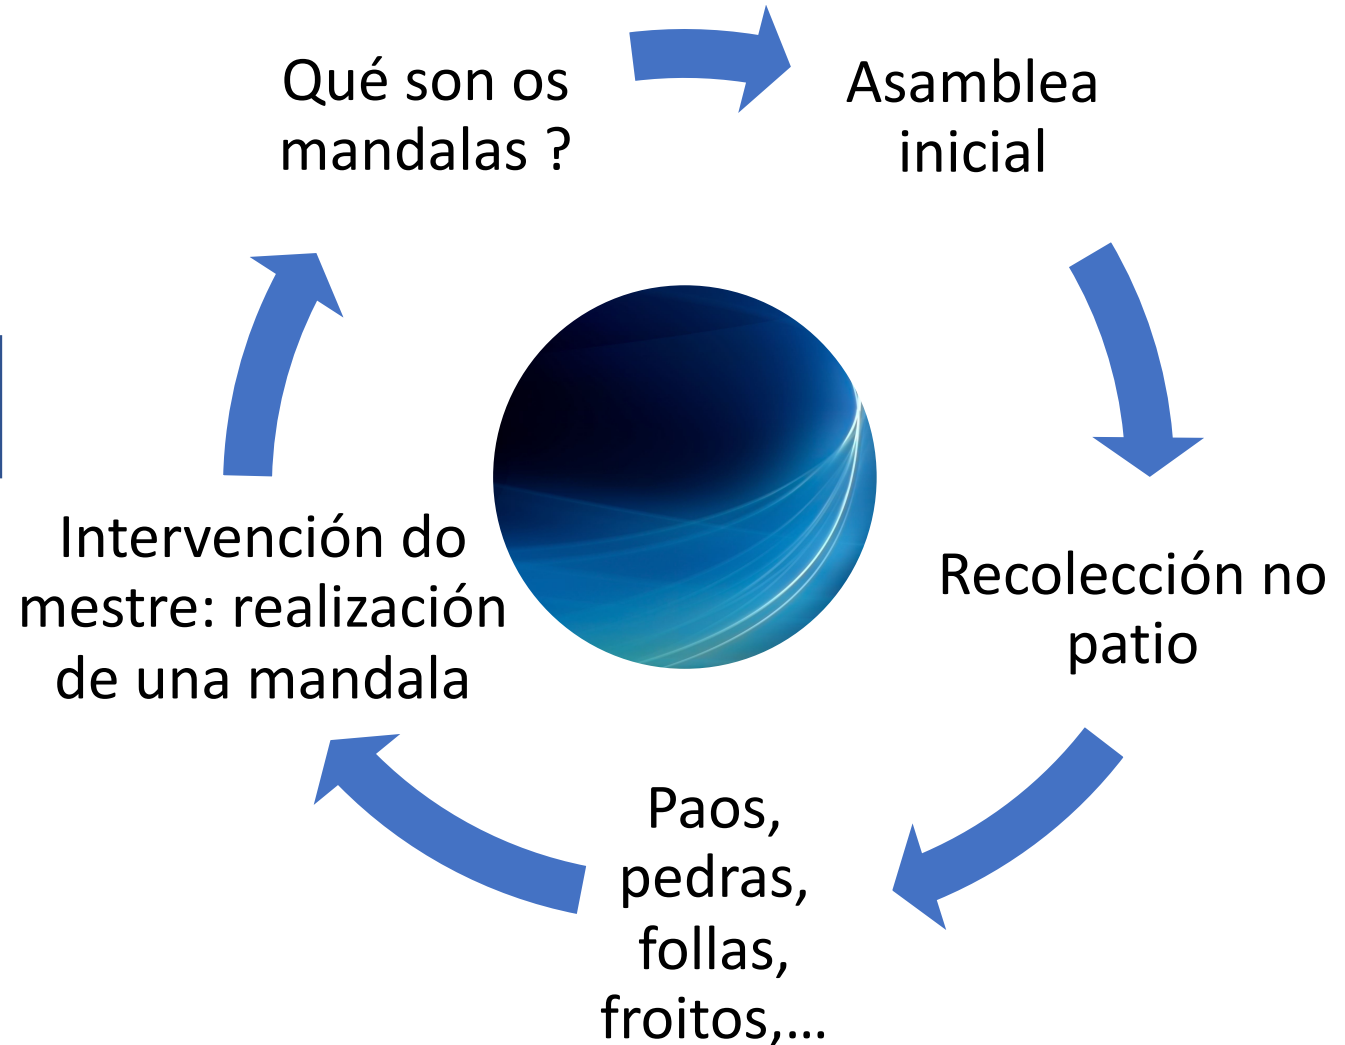 Qué son os
mandalas ?
Asamblea
inicial
Recolección no
patio
Paos,
pedras,
follas,
froitos,...
Intervención do
mestre: realización
de una mandala